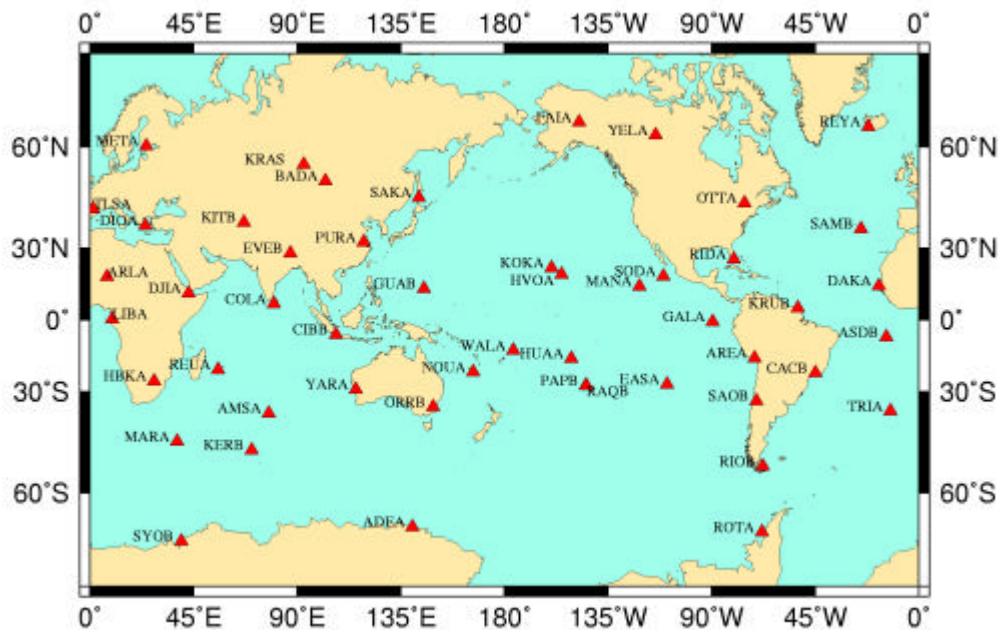 0° 45°E 90°E 135°E 180° 135°W 90°W 45°W 0°
FAIA
REYA
YELA
META
60°N 60°N
KRAS
BADA
SAKA
OTTA
TLSA
KITB
DIOA
SAMB
PURA
30°N EVEB 30°N
RIDA
KOKA
SODA
ARLA
HVOA
MANA
GUAB
DAKA
DJIA
COLA
KRUB
LIBA
0° GALA 0°
CIBB
ASDB
WALA
HUAA
AREA
REUA
NOUA
CACB
HBKA
YARA
PAPB
EASA
RAQB
30°S 30°S
SAOB
AMSA
ORRB
TRIA
MARA
KERB
RIOB
60°S 60°S
ADEA
ROTA
SYOB
0° 45°E 90°E 135°E 180° 135°W 90°W 45°W 0°